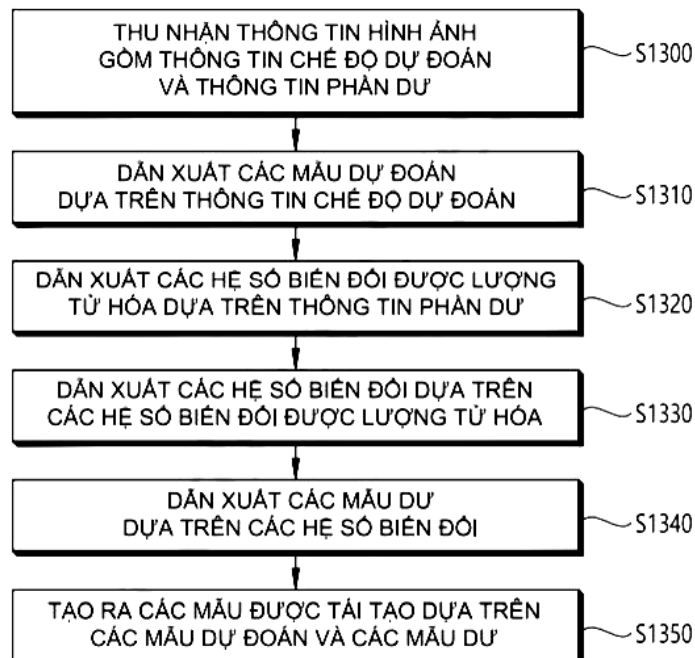 THU NHẬN THÔNG TIN HÌNH ẢNH
GỒM THÔNG TIN CHẾ ĐỘ DỰ ĐOÁN
VÀ THÔNG TIN PHẦN DƯ
S1300
DẪN XUẤT CÁC MẪU DỰ ĐOÁN
DỰA TRÊN THÔNG TIN CHẾ ĐỘ DỰ ĐOÁN
S1310
DẪN XUẤT CÁC HỆ SỐ BIẾN ĐỔI ĐƯỢC LƯỢNG
TỬ HÓA DỰA TRÊN THÔNG TIN PHẦN DƯ
S1320
DẪN XUẤT CÁC HỆ SỐ BIẾN ĐỔI DỰA TRÊN
CÁC HỆ SỐ BIẾN ĐỔI ĐƯỢC LƯỢNG TỬ HÓA
S1330
DẪN XUẤT CÁC MẪU DƯ
DỰA TRÊN CÁC HỆ SỐ BIẾN ĐỔI
S1340
TẠO RA CÁC MẪU ĐƯỢC TÁI TẠO DỰA TRÊN
CÁC MẪU DỰ ĐOÁN VÀ CÁC MẪU DƯ
S1350